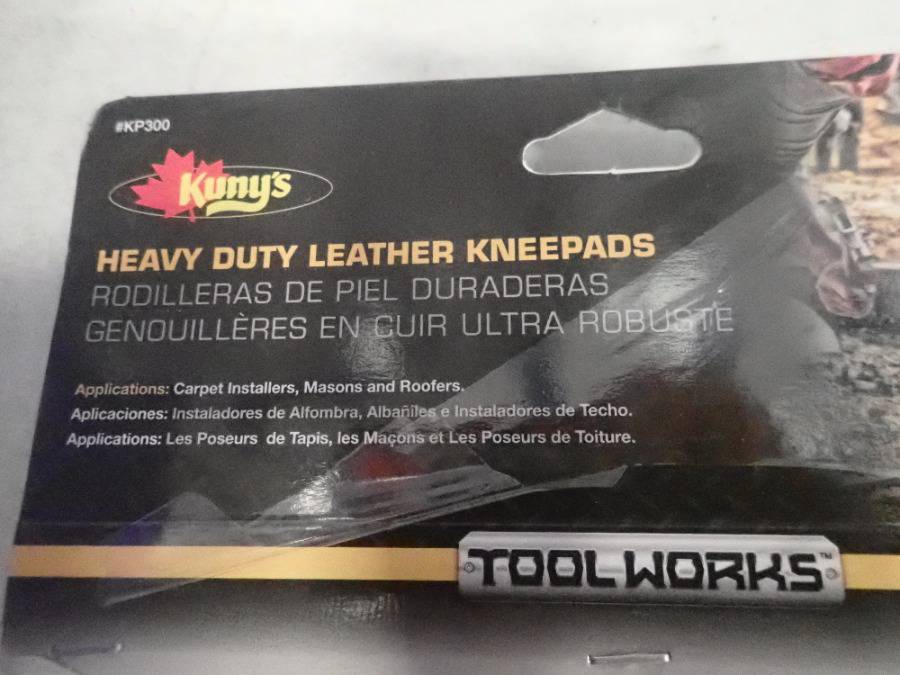 #KP300
Kuny's
HEAVY DUTY LEATHER KNEEPADS
RODILLERAS DE PIEL DURADERAS
GENOUILLÈRES EN CUIR ULTRA ROBUSTE
Applications: Carpet Installers, Masons and Roofers.
Aplicaciones: Instaladores de Alfombra, Albañiles e Instaladores de Techo.
Applications: Les Poseurs de Tapis, les Maçons et Les Poseurs de Toiture.
TOOLWORKS™